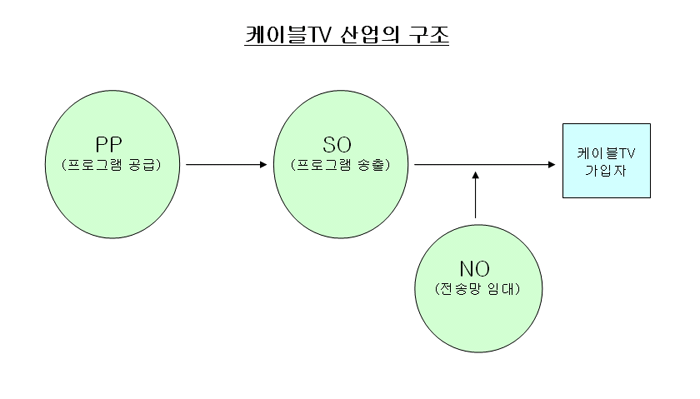 케이블TV 산업의 구조
PP
(프로그램 공급)
SO
(프로그램 송출)
케이블TV
가입자
NO
(전송망 임대)